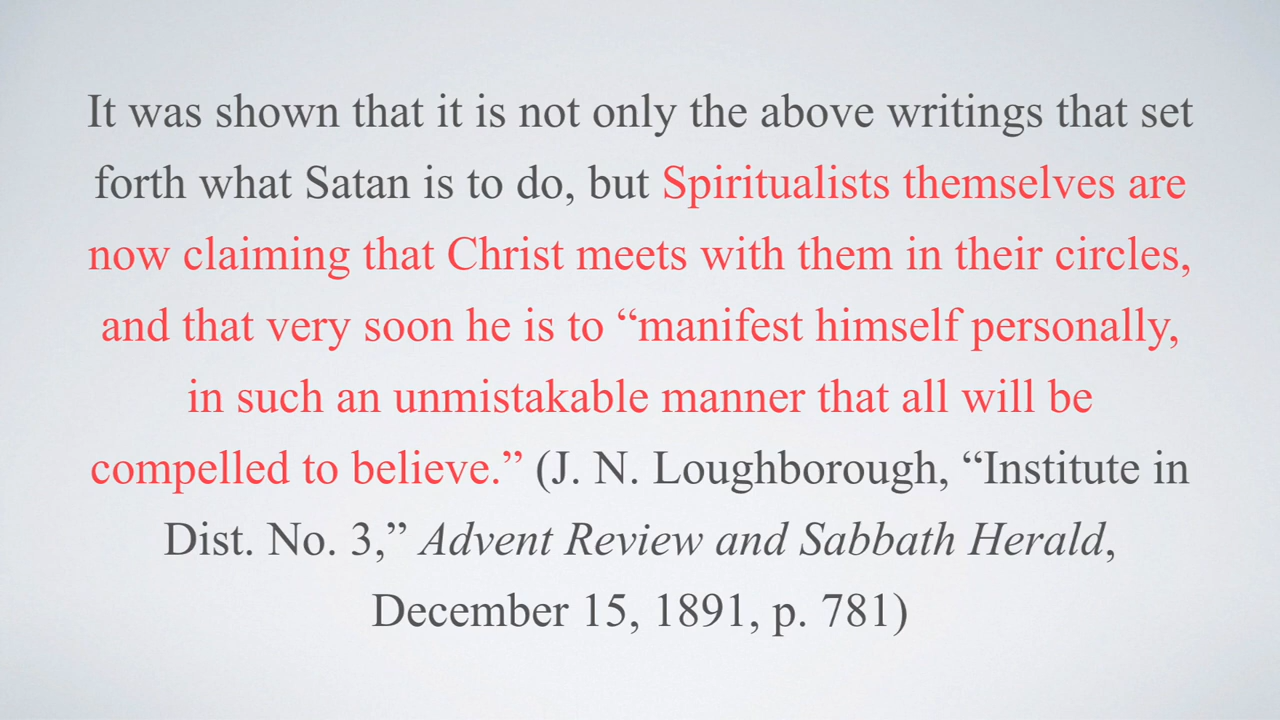 It was shown that it is not only the above writings that set
forth what Satan is to do, but Spiritualists themselves are
now claiming that Christ meets with them in their circles,
and that very soon he is to “manifest himself personally,
in such an unmistakable manner that all will be
compelled to believe.” (J. N. Loughborough, “Institute in
Dist. No. 3,” Advent Review and Sabbath Herald,
December 15, 1891, p. 781)